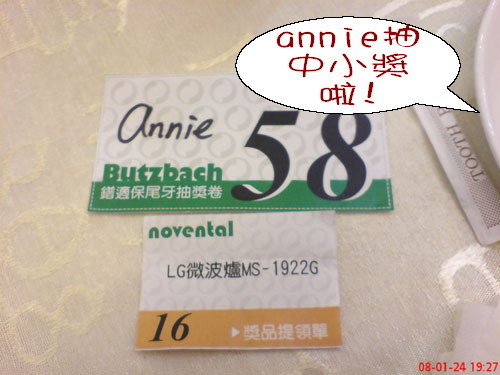 annie抽
中小獎
啦!
annie
58
Butzbach
鍇適保尾牙抽獎卷
TOOTH
novental
LG微波爐MS-1922G
16
▶獎品提領單
08-01-24 19:27